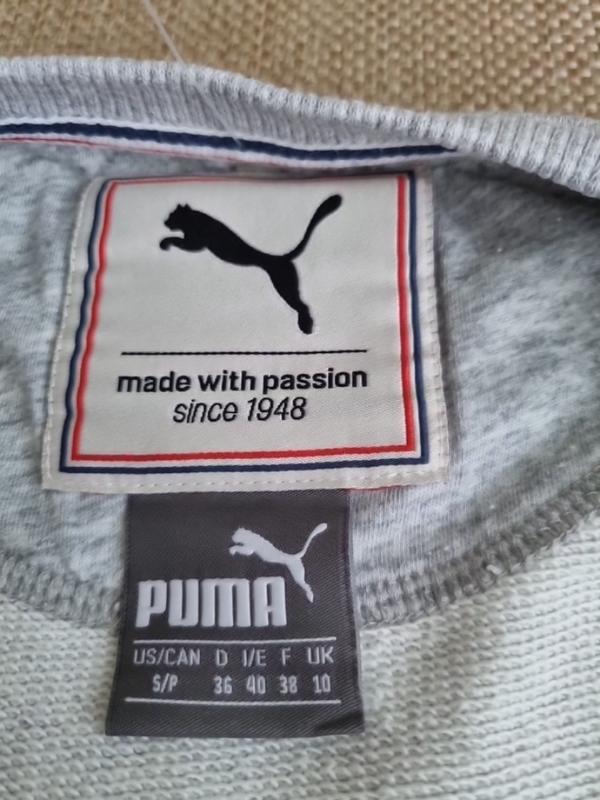 made with passion
since 1948
PUMA
US/CAN D I/E F UK
S/P 36 40 38 10